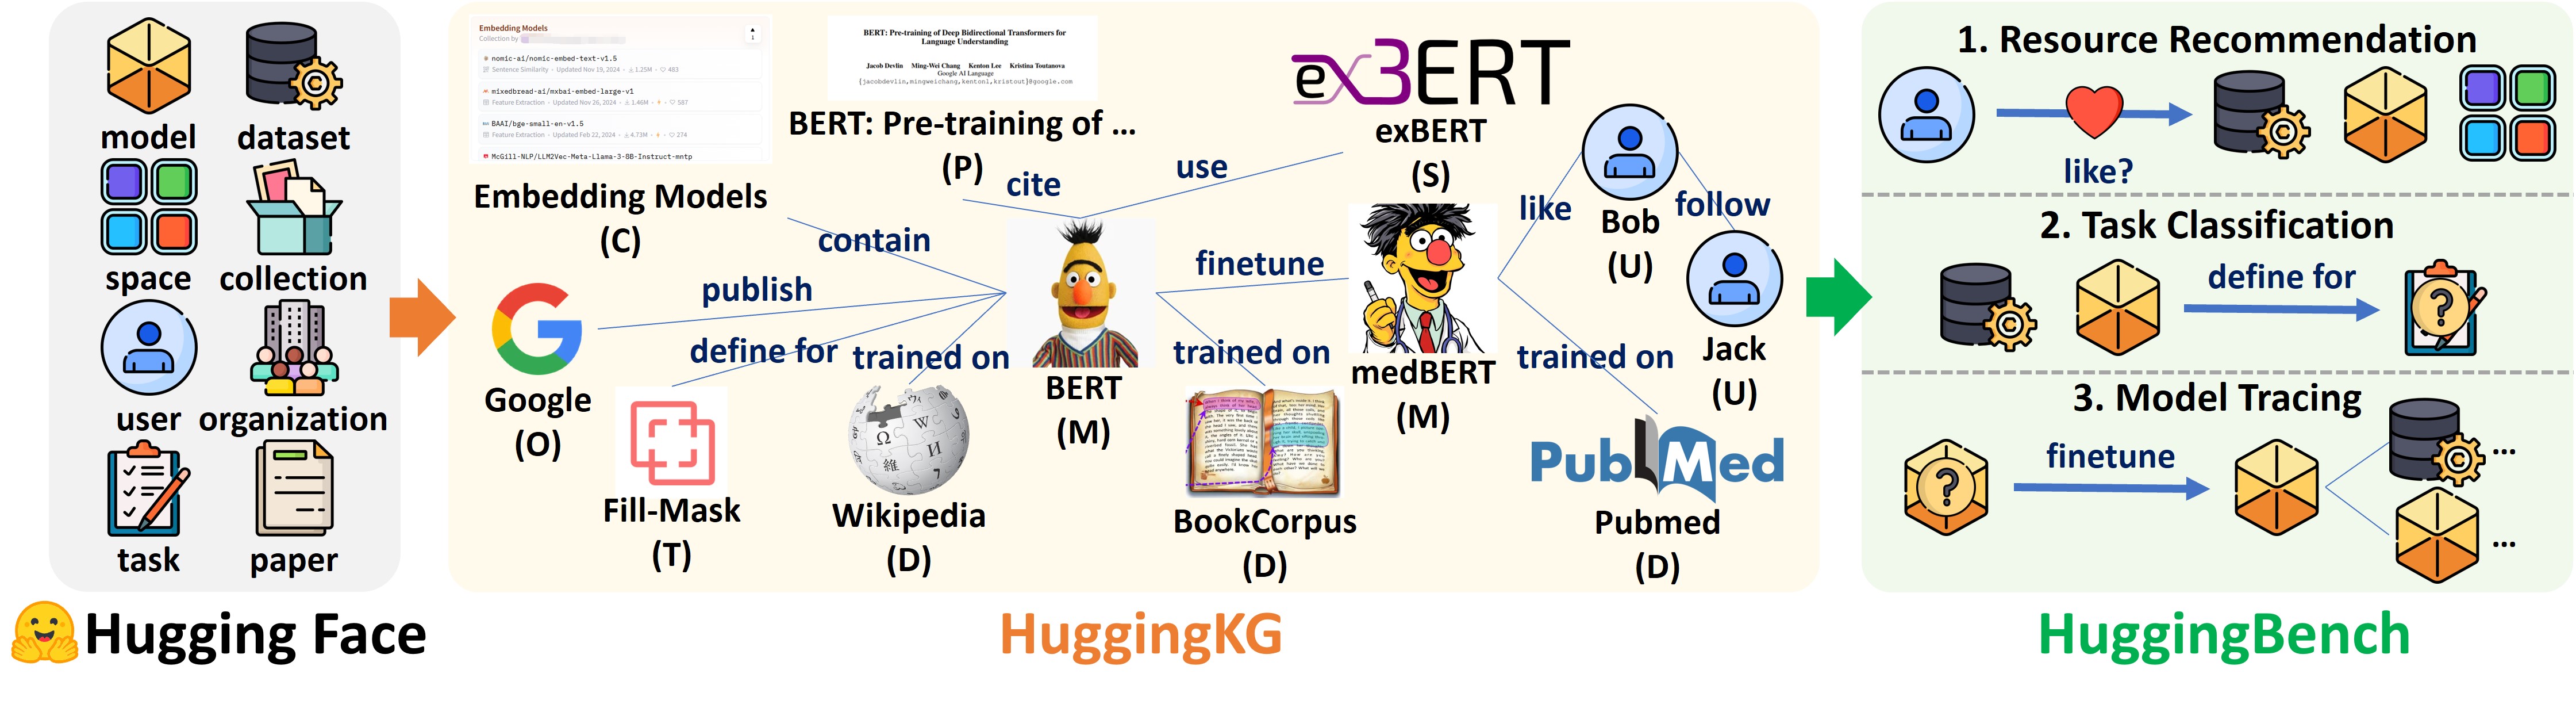 model
dataset
space
collection
user
organization
task
paper
Hugging Face
Embedding Models
Collection by
nomic-ai/nomic-embed-text-v1.5
Sentence Similarity • Updated Nov 19, 2024 • 1.25M • 483
mixedbread-ai/mxbai-embed-large-v1
Feature Extraction • Updated Nov 26, 2024 • 1.46M • 587
BAAI/bge-small-en-v1.5
Feature Extraction • Updated Feb 22, 2024 • 4.73M • 274
McGill-NLP/LLM2Vec-Meta-Llama-3-8B-Instruct-mntp
Embedding Models
(C)
BERT: Pre-training of Deep Bidirectional Transformers for
Language Understanding
Jacob Devlin Ming-Wei Chang Kenton Lee Kristina Toutanova
Google AI Language
{jacobdevlin,mingweichang,kentonl,kristout}@google.com
BERT: Pre-training of ...
(P)
exBERT
exBERT
(S)
cite
use
contain
publish
define for
trained on
finetune
trained on
like
follow
trained on
Google
(O)
Fill-Mask
(T)
Wikipedia
(D)
BERT
(M)
BookCorpus
(D)
medBERT
(M)
Bob
(U)
Jack
(U)
PubMed
Pubmed
(D)
HuggingKG
1. Resource Recommendation
like?
2. Task Classification
define for
?
3. Model Tracing
?
finetune
...
...
HuggingBench